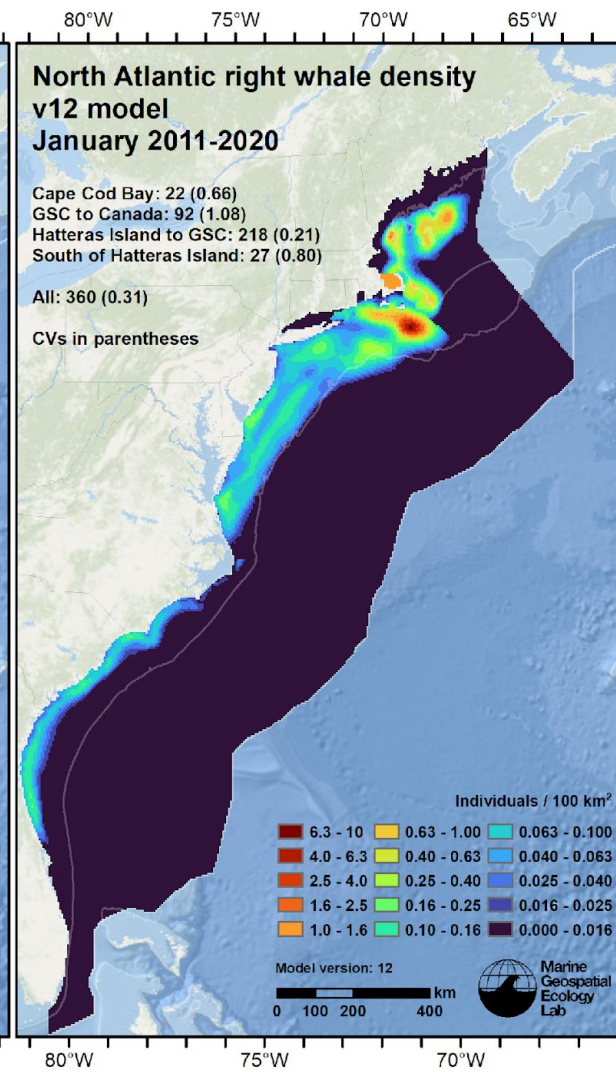 80°W 75°W 70°W 65°W
North Atlantic right whale density
v12 model
January 2011-2020
Cape Cod Bay: 22 (0.66)
GSC to Canada: 92 (1.08)
Hatteras Island to GSC: 218 (0.21)
South of Hatteras Island: 27 (0.80)
All: 360 (0.31)
CVs in parentheses
Individuals / 100 km²
6.3 - 10 0.63 - 1.00 0.063 - 0.100
4.0 - 6.3 0.40 - 0.63 0.040 - 0.063
2.5 - 4.0 0.25 - 0.40 0.025 - 0.040
1.6 - 2.5 0.16 - 0.25 0.016 - 0.025
1.0 - 1.6 0.10 - 0.16 0.000 - 0.016
Model version: 12
km
0 100 200 400
Marine
Geospatial
Ecology
Lab
80°W 75°W 70°W